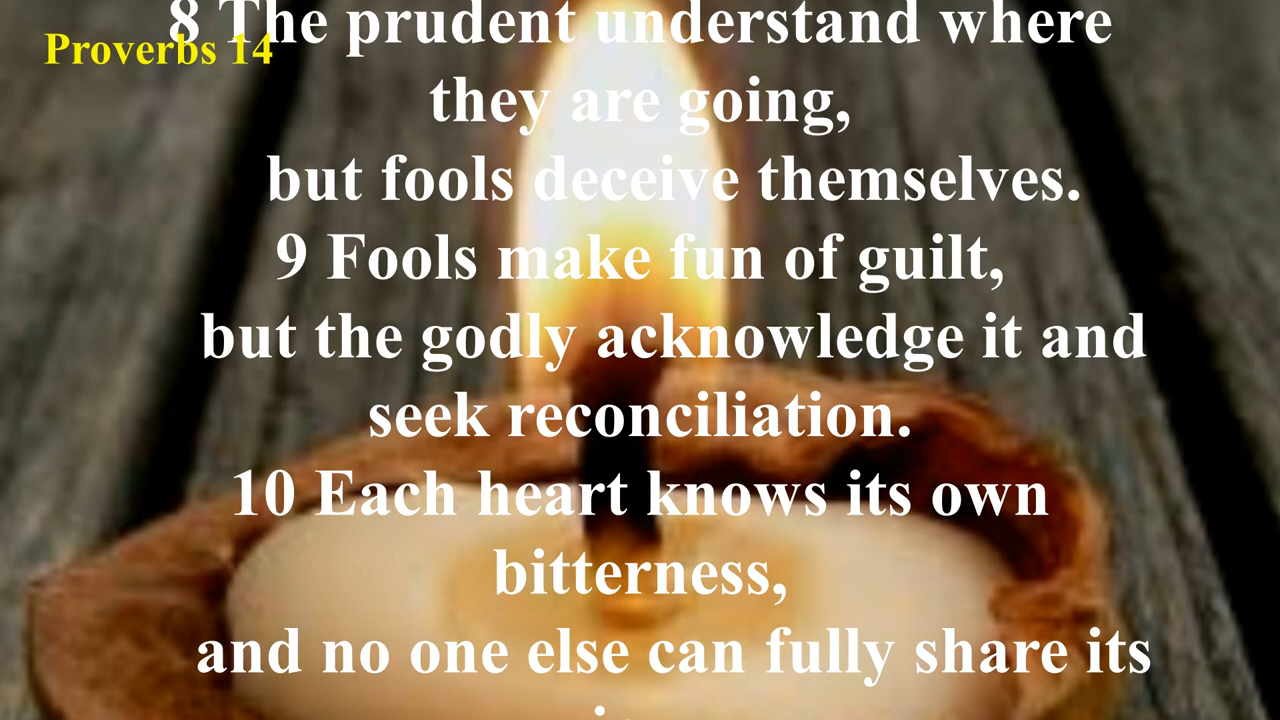 Proverbs 14
8 The prudent understand where
they are going,
but fools deceive themselves.
9 Fools make fun of guilt,
but the godly acknowledge it and
seek reconciliation.
10 Each heart knows its own
bitterness,
and no one else can fully share its